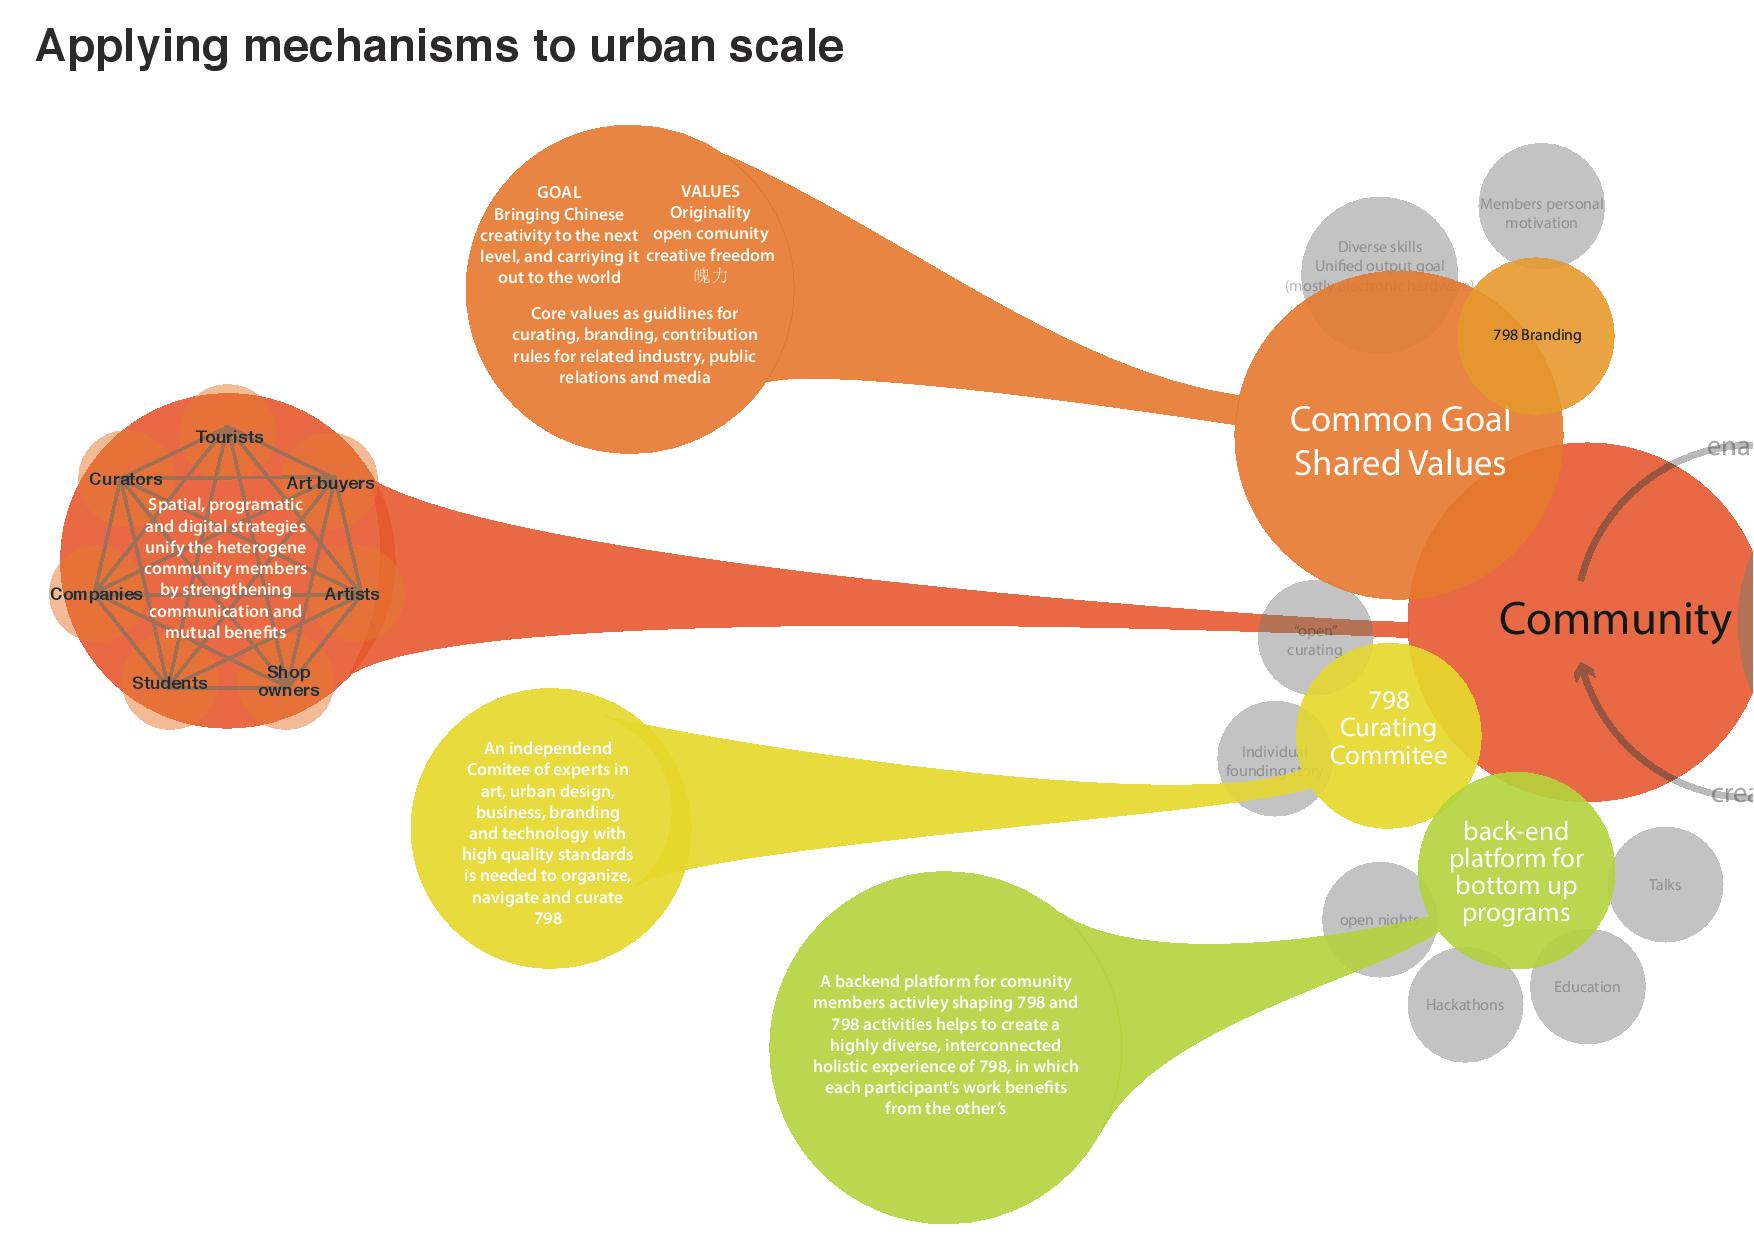 Applying mechanisms to urban scale
GOAL
Bringing Chinese
creativity to the next
level, and carriying it
out to the world
VALUES
Originality
open comunity
creative freedom
魄力
Core values as guidlines for
curating, branding, contribution
rules for related industry, public
relations and media
Members personal
motivation
Diverse skills
Unified output goal
(mostly electronic hardware)
798 Branding
Common Goal
Shared Values
Tourists
Curators
Art buyers
Companies
Artists
Students
Shop
owners
Spatial, programatic
and digital strategies
unify the heterogene
community members
by strengthening
communication and
mutual benefits
Community
ena
crea
"open"
curating
798
Curating
Commitee
Individual
founding story
An independend
Comitee of experts in
art, urban design,
business, branding
and technology with
high quality standards
is needed to organize,
navigate and curate
798
back-end
platform for
bottom up
programs
Talks
open nights
Education
Hackathons
A backend platform for comunity
members activley shaping 798 and
798 activities helps to create a
highly diverse, interconnected
holistic experience of 798, in which
each participant's work benefits
from the other's